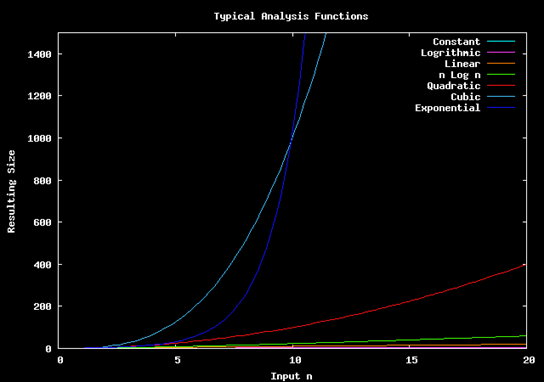 Typical Analysis Functions
Constant
Logrithmic
Linear
n Log n
Quadratic
Cubic
Exponential
1400
1200
1000
800
600
400
200
0
Resulting Size
0 5 10 15 20
Input n